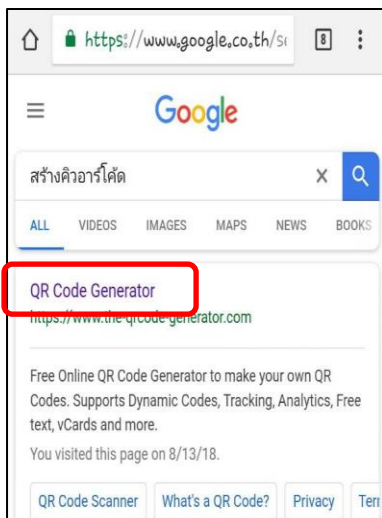 https://www.google.co.th/se
8
Google
สร้างคิวอาร์โค้ด X
ALL VIDEOS IMAGES MAPS NEWS BOOKS
QR Code Generator
https://www.the-qrcode-generator.com
Free Online QR Code Generator to make your own QR
Codes. Supports Dynamic Codes, Tracking, Analytics, Free
text, vCards and more.
You visited this page on 8/13/18.
QR Code Scanner What's a QR Code? Privacy Terr